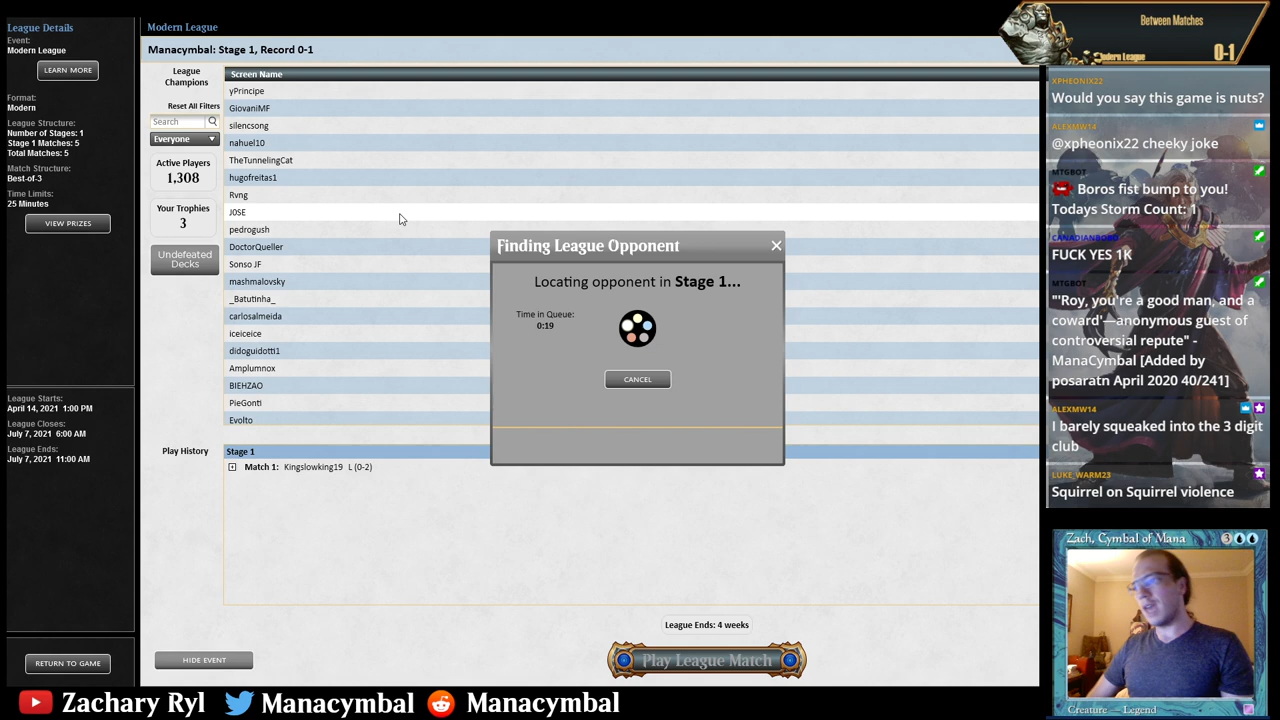 League Details
Event:
Modern League
LEARN MORE
Format:
Modern
League Structure:
Number of Stages: 1
Stage 1 Matches: 5
Total Matches: 5
Match Structure:
Best-of-3
Time Limits:
25 Minutes
VIEW PRIZES
League Starts:
April 14, 2021 1:00 PM
League Closes:
July 7, 2021 6:00 AM
League Ends:
July 7, 2021 11:00 AM
RETURN TO GAME
Modern League
Manacymbal: Stage 1, Record 0-1
League
Champions
Reset All Filters
Search
Everyone
Active Players
1,308
Your Trophies
3
Undefeated
Decks
Screen Name
yPrincipe
GiovaniMF
silencsong
nahuel10
TheTunnelingCat
hugofreitas1
Rvng
J0SE
pedrogush
DoctorQueller
Sonso JF
mashmalovsky
_Batutinha_
carlosalmeida
iceiceice
didoguidotti1
Amplumnox
BIEHZAO
PieGonti
Evolto
Finding League Opponent
Locating opponent in Stage 1...
Time in Queue:
0:19
CANCEL
Play History
Stage 1
Match 1: Kingslowking19 L (0-2)
League Ends: 4 weeks
HIDE EVENT
Play League Match
Between Matches
Modern League
0-1
XPHEONIX22
Would you say this game is nuts?
ALEXMW14
@xpheonix22 cheeky joke
MTGBOT
Boros fist bump to you!
Todays Storm Count: 1
FUCK YES 1K
MTGBOT
"'Roy, you're a good man, and a
coward'—anonymous guest of
controversial repute" -
ManaCymbal [Added by
posaratn April 2020 40/241]
ALEXMW14
I barely squeaked into the 3 digit
club
LUKE_WARM23
Squirrel on Squirrel violence
Zach, Cymbal of Mana 3
Creature — Legend
Zachary Ryl
Manacymbal
Manacymbal